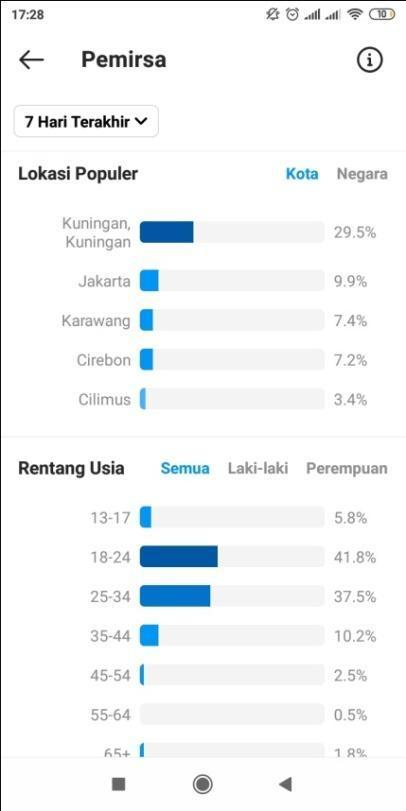 17:28
10
Pemirsa
7 Hari Terakhir
Lokasi Populer Kota Negara
Kuningan,
Kuningan 29.5%
Jakarta 9.9%
Karawang 7.4%
Cirebon 7.2%
Cilimus 3.4%
Rentang Usia Semua Laki-laki Perempuan
13-17 5.8%
18-24 41.8%
25-34 37.5%
35-44 10.2%
45-54 2.5%
55-64 0.5%
65+ 1.8%